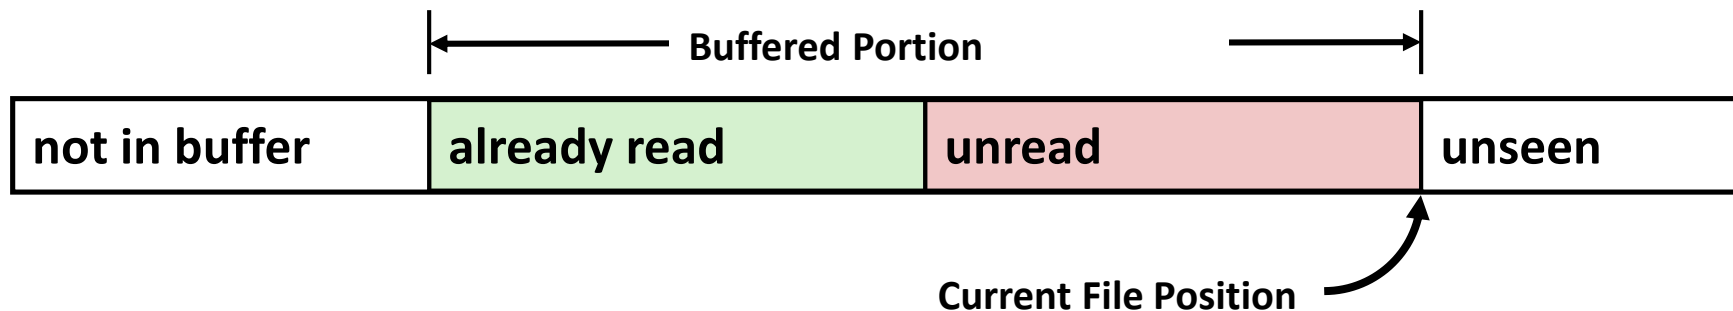 Buffered Portion
not in buffer
already read
unread
unseen
Current File Position